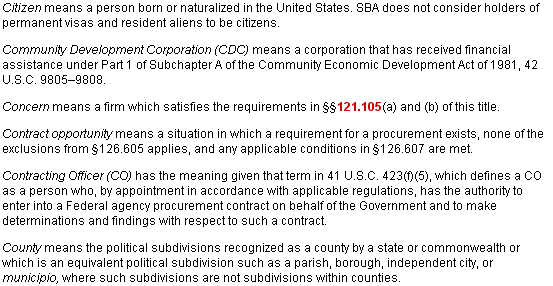 Citizen means a person born or naturalized in the United States. SBA does not consider holders of
permanent visas and resident aliens to be citizens.
Community Development Corporation (CDC) means a corporation that has received financial
assistance under Part 1 of Subchapter A of the Community Economic Development Act of 1981, 42
U.S.C. 9805–9808.
Concern means a firm which satisfies the requirements in §§121.105(a) and (b) of this title.
Contract opportunity means a situation in which a requirement for a procurement exists, none of the
exclusions from §126.605 applies, and any applicable conditions in §126.607 are met.
Contracting Officer (CO) has the meaning given that term in 41 U.S.C. 423(f)(5), which defines a CO
as a person who, by appointment in accordance with applicable regulations, has the authority to
enter into a Federal agency procurement contract on behalf of the Government and to make
determinations and findings with respect to such a contract.
County means the political subdivisions recognized as a county by a state or commonwealth or
which is an equivalent political subdivision such as a parish, borough, independent city, or
municipio, where such subdivisions are not subdivisions within counties.